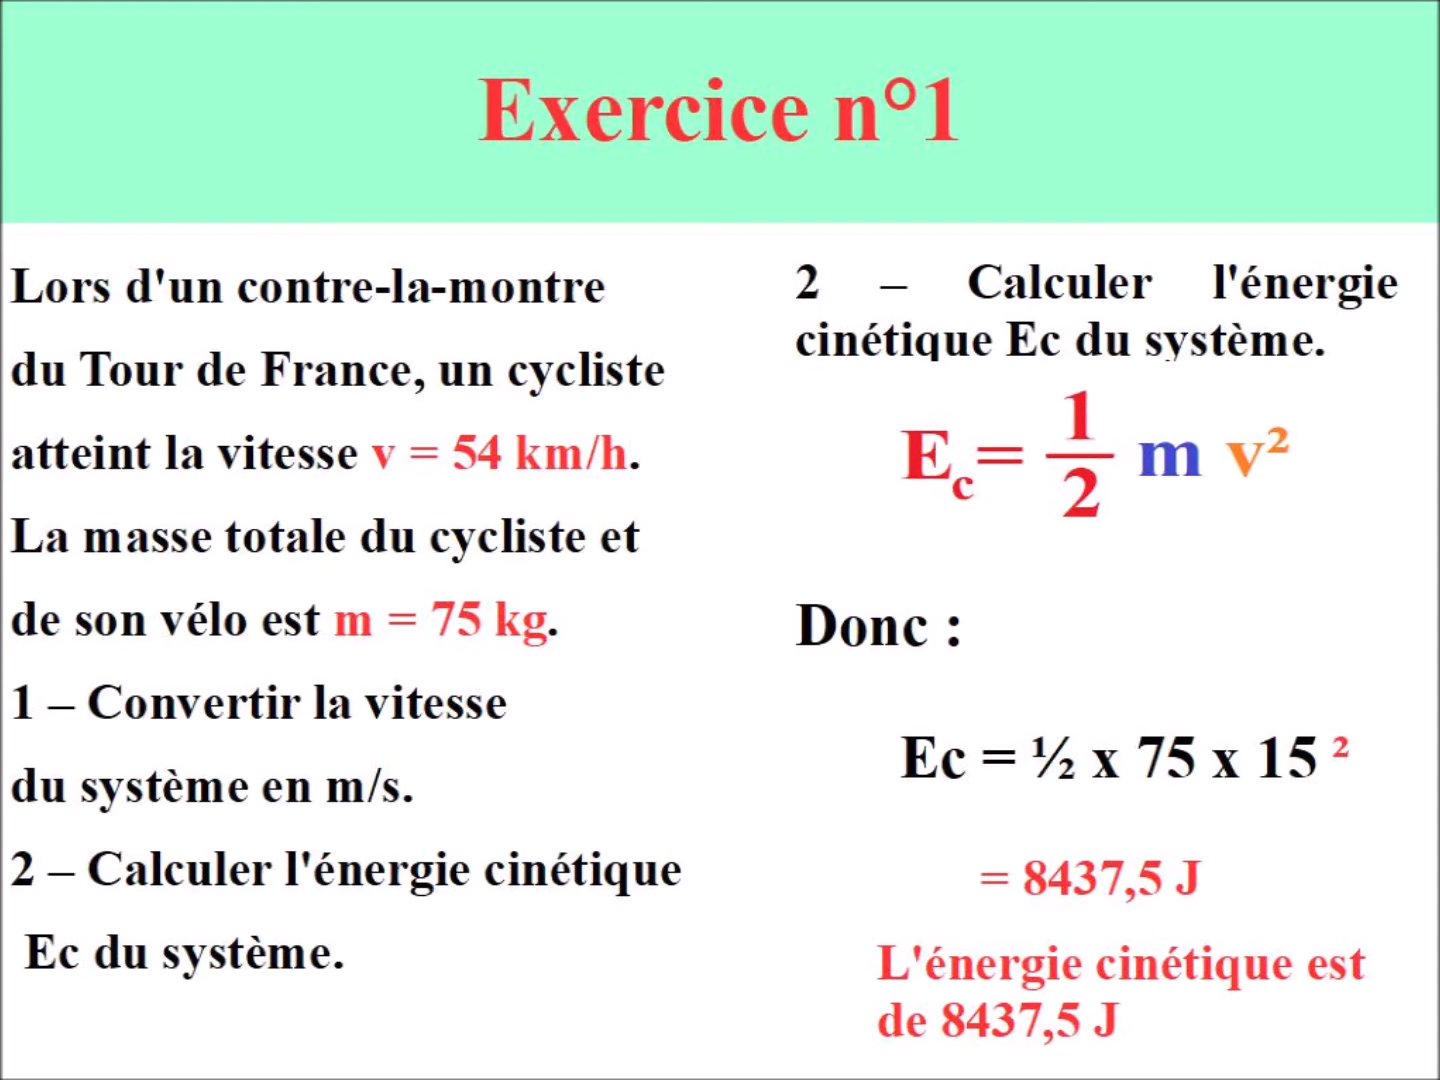 Exercice n°1
Lors d'un contre-la-montre
du Tour de France, un cycliste
atteint la vitesse v = 54 km/h.
La masse totale du cycliste et
de son vélo est m = 75 kg.
1 – Convertir la vitesse
du système en m/s.
2 – Calculer l'énergie cinétique
Ec du système.
2 – Calculer l'énergie
cinétique Ec du système.
E_c = 1/2 m v²
Donc :
Ec = ½ x 75 x 15 ²
= 8437,5 J
L'énergie cinétique est
de 8437,5 J